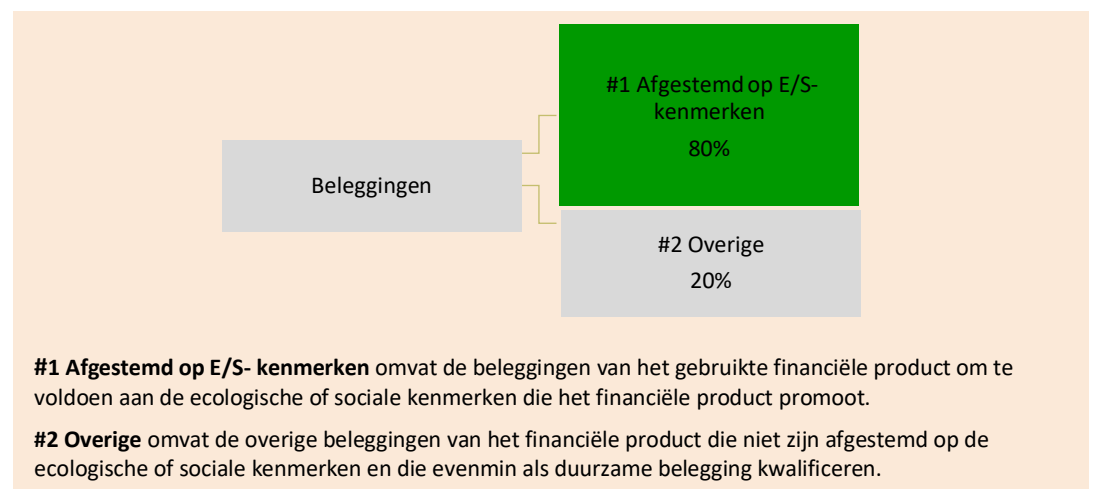 #1 Afgestemd op E/S-
kenmerken
80%
Beleggingen
#2 Overige
20%
#1 Afgestemd op E/S- kenmerken omvat de beleggingen van het gebruikte financiële product om te
voldoen aan de ecologische of sociale kenmerken die het financiële product promoot.
#2 Overige omvat de overige beleggingen van het financiële product die niet zijn afgestemd op de
ecologische of sociale kenmerken en die evenmin als duurzame belegging kwalificeren.